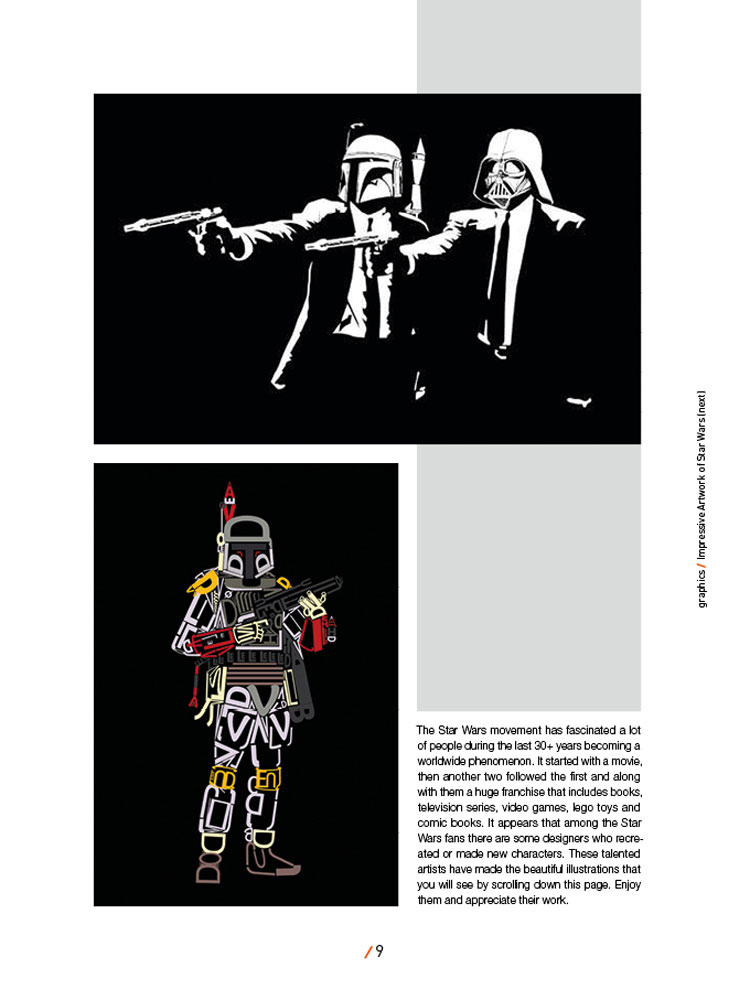 graphics / Impressive Artwork of Star Wars (next)
The Star Wars movement has fascinated a lot
of people during the last 30+ years becoming a
worldwide phenomenon. It started with a movie,
then another two followed the first and along
with them a huge franchise that includes books,
television series, video games, lego toys and
comic books. It appears that among the Star
Wars fans there are some designers who recre-
ated or made new characters. These talented
artists have made the beautiful illustrations that
you will see by scrolling down this page. Enjoy
them and appreciate their work.
/ 9